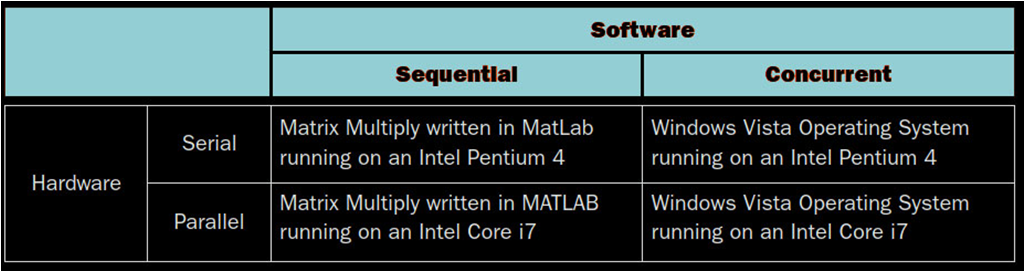 Software
Sequential
Concurrent
Hardware
Serial
Matrix Multiply written in MatLab
running on an Intel Pentium 4
Windows Vista Operating System
running on an Intel Pentium 4
Parallel
Matrix Multiply written in MATLAB
running on an Intel Core i7
Windows Vista Operating System
running on an Intel Core i7